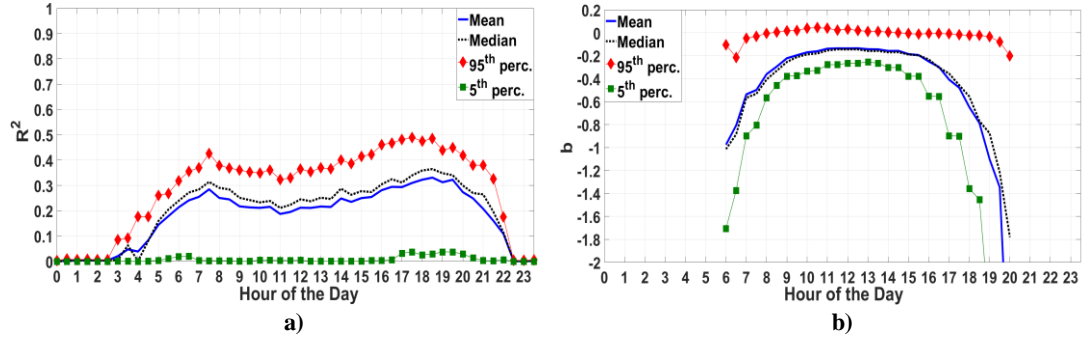 1
0.9
0.8
0.7
0.6
0.5
0.4
0.3
0.2
0.1
0
R²
Mean
Median
95th perc.
5th perc.
0 1 2 3 4 5 6 7 8 9 10 11 12 13 14 15 16 17 18 19 20 21 22 23
Hour of the Day
a)
0.2
0
-0.2
-0.4
-0.6
-0.8
-1
-1.2
-1.4
-1.6
-1.8
-2
b
Mean
Median
95th perc.
5th perc.
0 1 2 3 4 5 6 7 8 9 10 11 12 13 14 15 16 17 18 19 20 21 22 23
Hour of the Day
b)